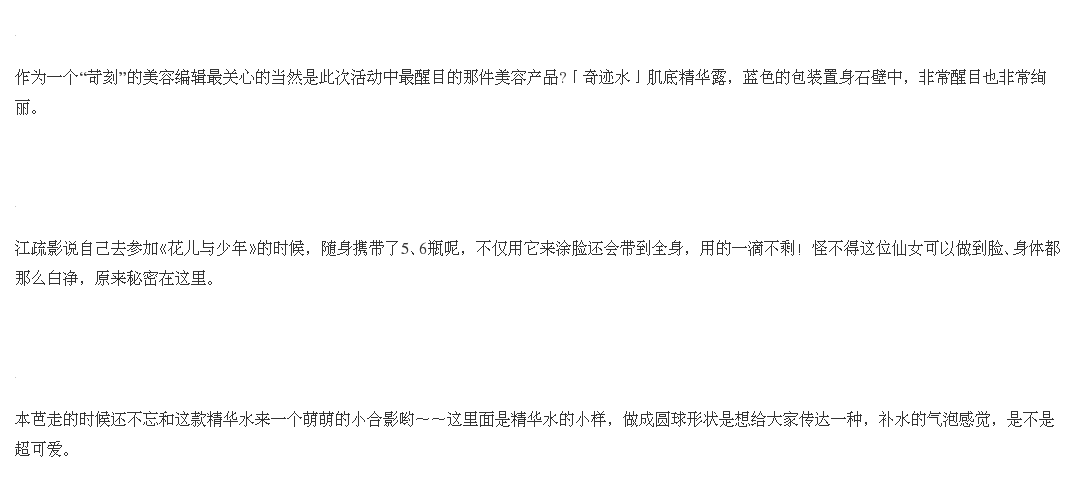 作为一个“苛刻”的美容编辑最关心的当然是此次活动中最醒目的那件美容产品?「奇迹水」肌底精华露，蓝色的包装置身石壁中，非常醒目也非常绚
丽。
江疏影说自己去参加《花儿与少年》的时候，随身携带了5、6瓶呢，不仅用它来涂脸还会带到全身，用的一滴不剩！怪不得这位仙女可以做到脸、身体都
那么白净，原来秘密在这里。
本芭走的时候还不忘和这款精华水来一个萌萌的小合影哟～～这里面是精华水的小样，做成圆球形状是想给大家传达一种，补水的气泡感觉，是不是
超可爱。